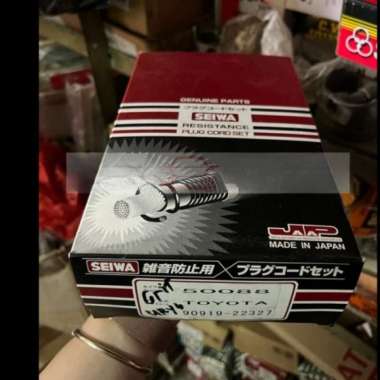 GENUINE PARTS
プラグコードセット
SEIWA
RESISTANCE
PLUG CORD SET
JAP
MADE IN JAPAN
SEIWA 雑音防止用/プラグコードセット
50088
TOYOTA
90919-22327